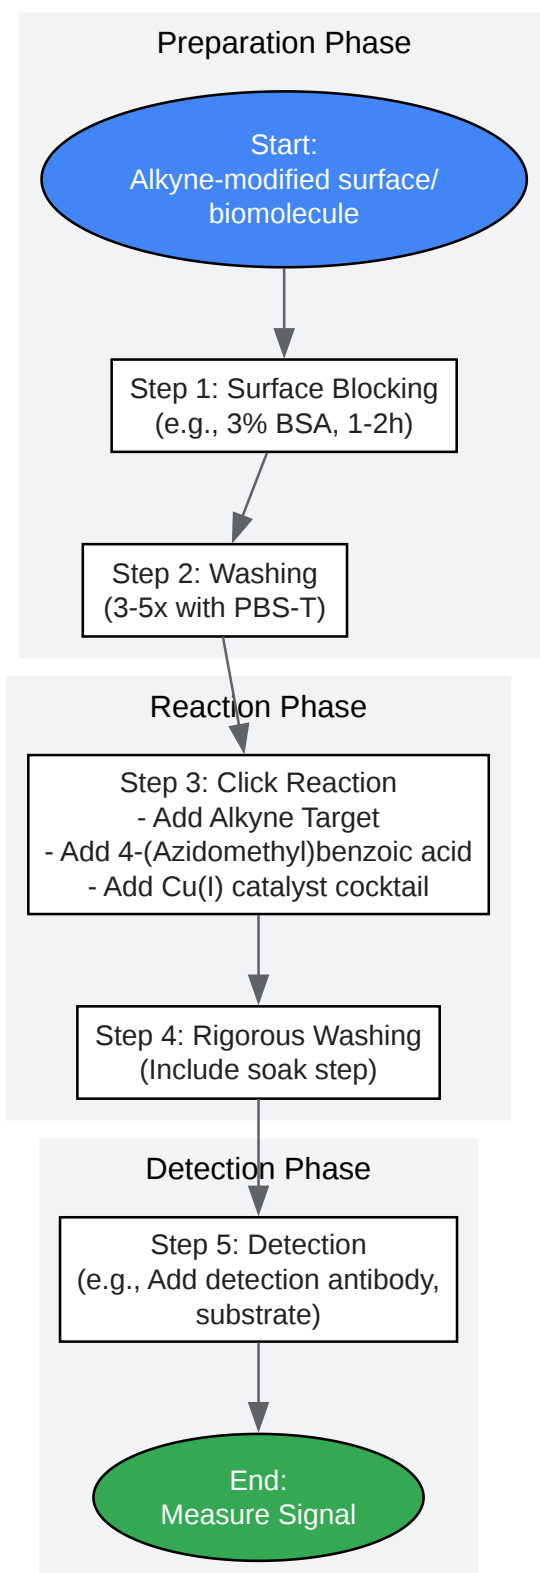 Preparation Phase
Start:
Alkyne-modified surface/
biomolecule
Step 1: Surface Blocking
(e.g., 3% BSA, 1-2h)
Step 2: Washing
(3-5x with PBS-T)
Reaction Phase
Step 3: Click Reaction
- Add Alkyne Target
- Add 4-(Azidomethyl)benzoic acid
- Add Cu(I) catalyst cocktail
Step 4: Rigorous Washing
(Include soak step)
Detection Phase
Step 5: Detection
(e.g., Add detection antibody,
substrate)
End:
Measure Signal